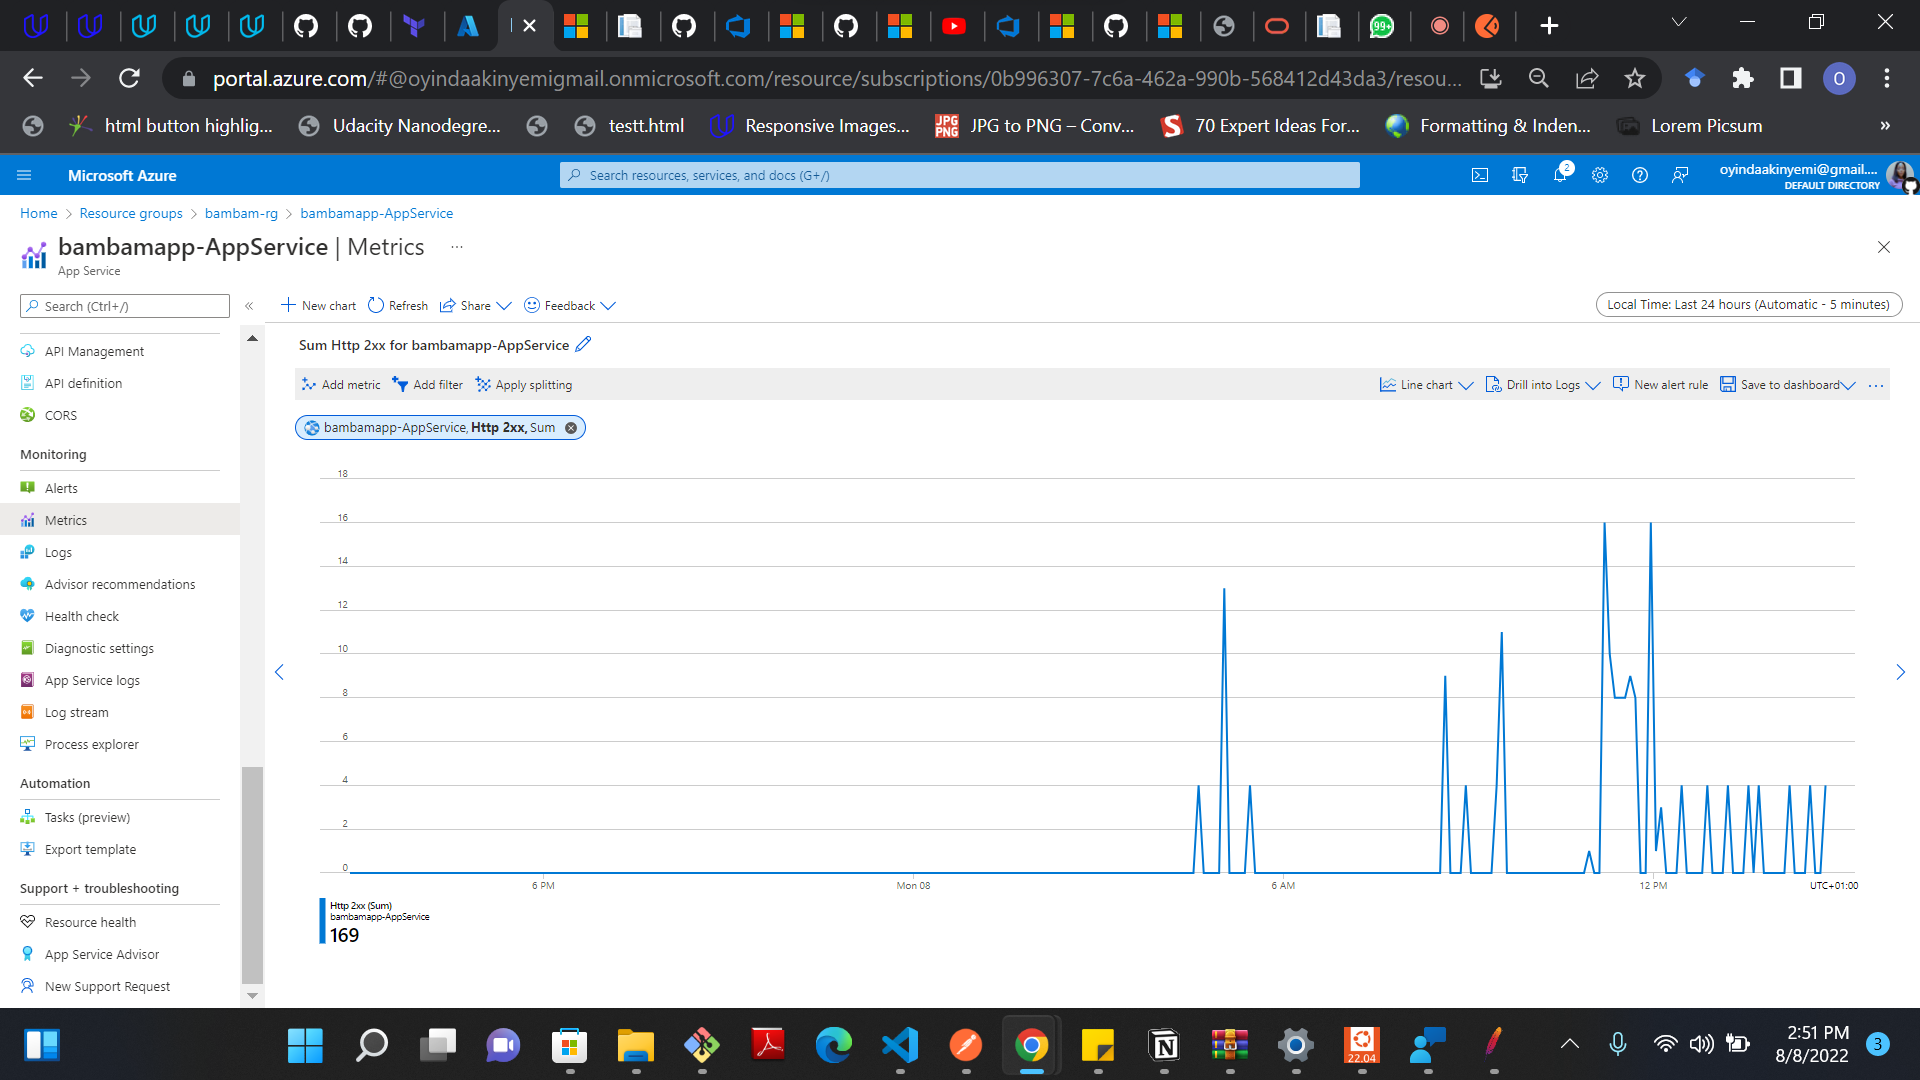 portal.azure.com/#@oyindaakinyemigmail.onmicrosoft.com/resource/subscriptions/0b996307-7c6a-462a-990b-568412d43da3/resou...
O
html button highlig...
Udacity Nanodegre...
testt.html
Responsive Images...
JPG to PNG – Conv...
70 Expert Ideas For...
Formatting & Inden...
Lorem Picsum
»
Microsoft Azure
Search resources, services, and docs (G+/)
2
oyindaakinyemi@gmail....
DEFAULT DIRECTORY
Home > Resource groups > bambam-rg > bambamapp-AppService
bambamapp-AppService | Metrics ...
App Service
Search (Ctrl+/)
«
New chart
Refresh
Share
Feedback
Local Time: Last 24 hours (Automatic - 5 minutes)
API Management
API definition
CORS
Monitoring
Alerts
Metrics
Logs
Advisor recommendations
Health check
Diagnostic settings
App Service logs
Log stream
Process explorer
Automation
Tasks (preview)
Export template
Support + troubleshooting
Resource health
App Service Advisor
New Support Request
Sum Http 2xx for bambamapp-AppService
Add metric
Add filter
Apply splitting
Line chart
Drill into Logs
New alert rule
Save to dashboard
...
bambamapp-AppService, Http 2xx, Sum
18
16
14
12
10
8
6
4
2
0
6 PM
Mon 08
6 AM
12 PM
UTC+01:00
Http 2xx (Sum)
bambamapp-AppService
169
99+
22.04
2:51 PM
8/8/2022
3